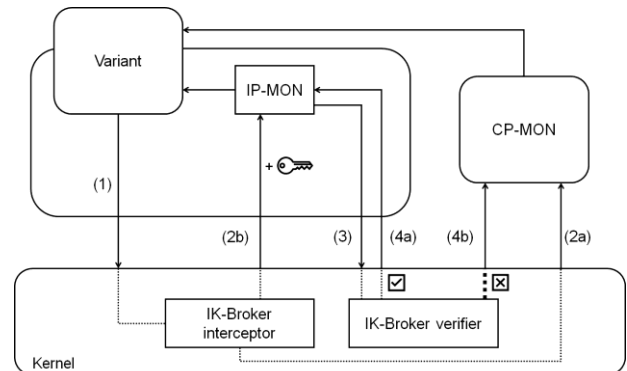 Variant
IP-MON
CP-MON
+
(1)
(2b)
(3)
(4a)
(4b)
(2a)
IK-Broker
interceptor
IK-Broker verifier
Kernel